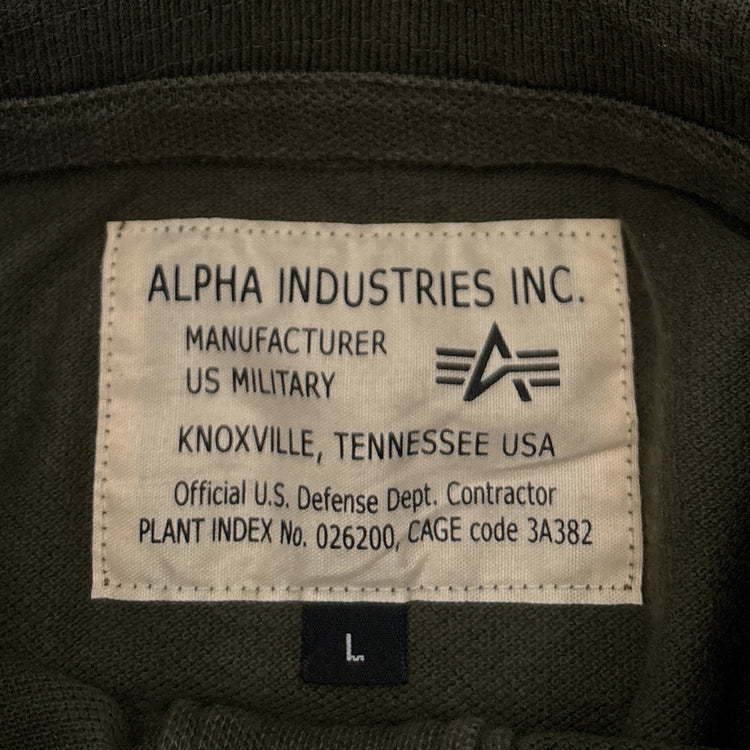 ALPHA INDUSTRIES INC.
MANUFACTURER
US MILITARY
KNOXVILLE, TENNESSEE USA
Official U.S. Defense Dept. Contractor
PLANT INDEX No. 026200, CAGE code 3A382
L